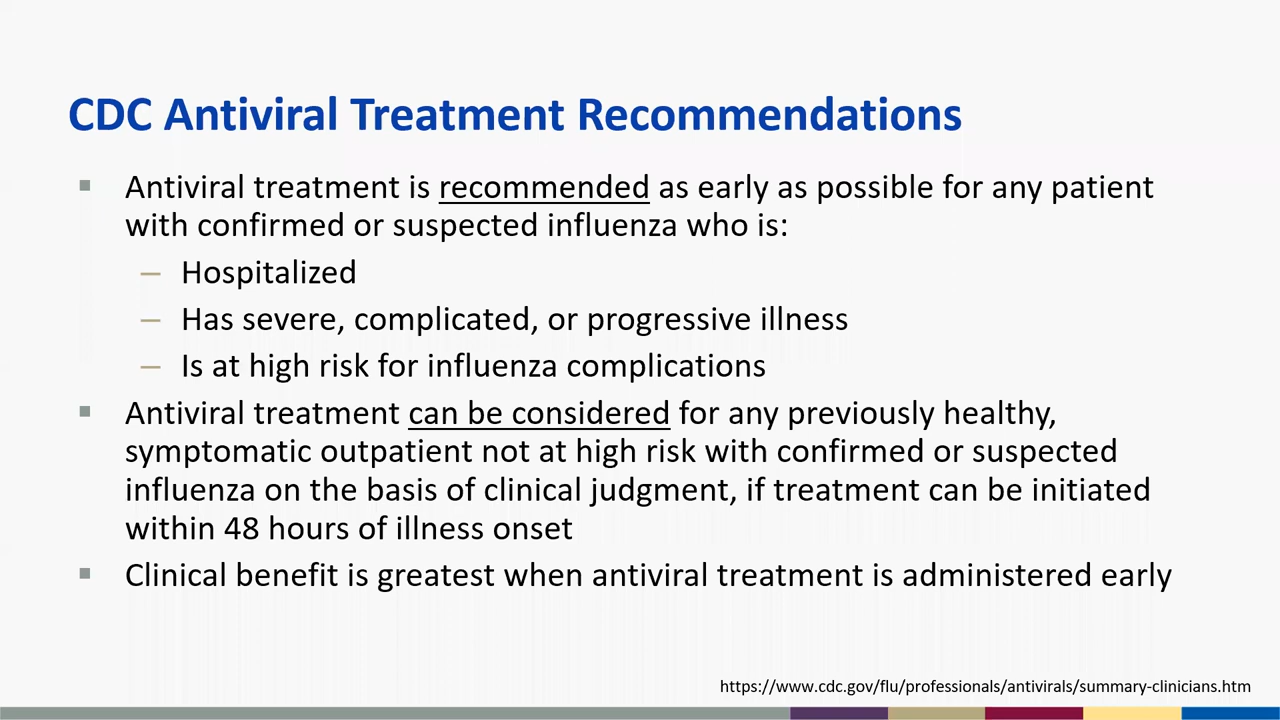 CDC Antiviral Treatment Recommendations
▪ Antiviral treatment is recommended as early as possible for any patient
with confirmed or suspected influenza who is:
– Hospitalized
– Has severe, complicated, or progressive illness
– Is at high risk for influenza complications
▪ Antiviral treatment can be considered for any previously healthy,
symptomatic outpatient not at high risk with confirmed or suspected
influenza on the basis of clinical judgment, if treatment can be initiated
within 48 hours of illness onset
▪ Clinical benefit is greatest when antiviral treatment is administered early
https://www.cdc.gov/flu/professionals/antivirals/summary-clinicians.htm